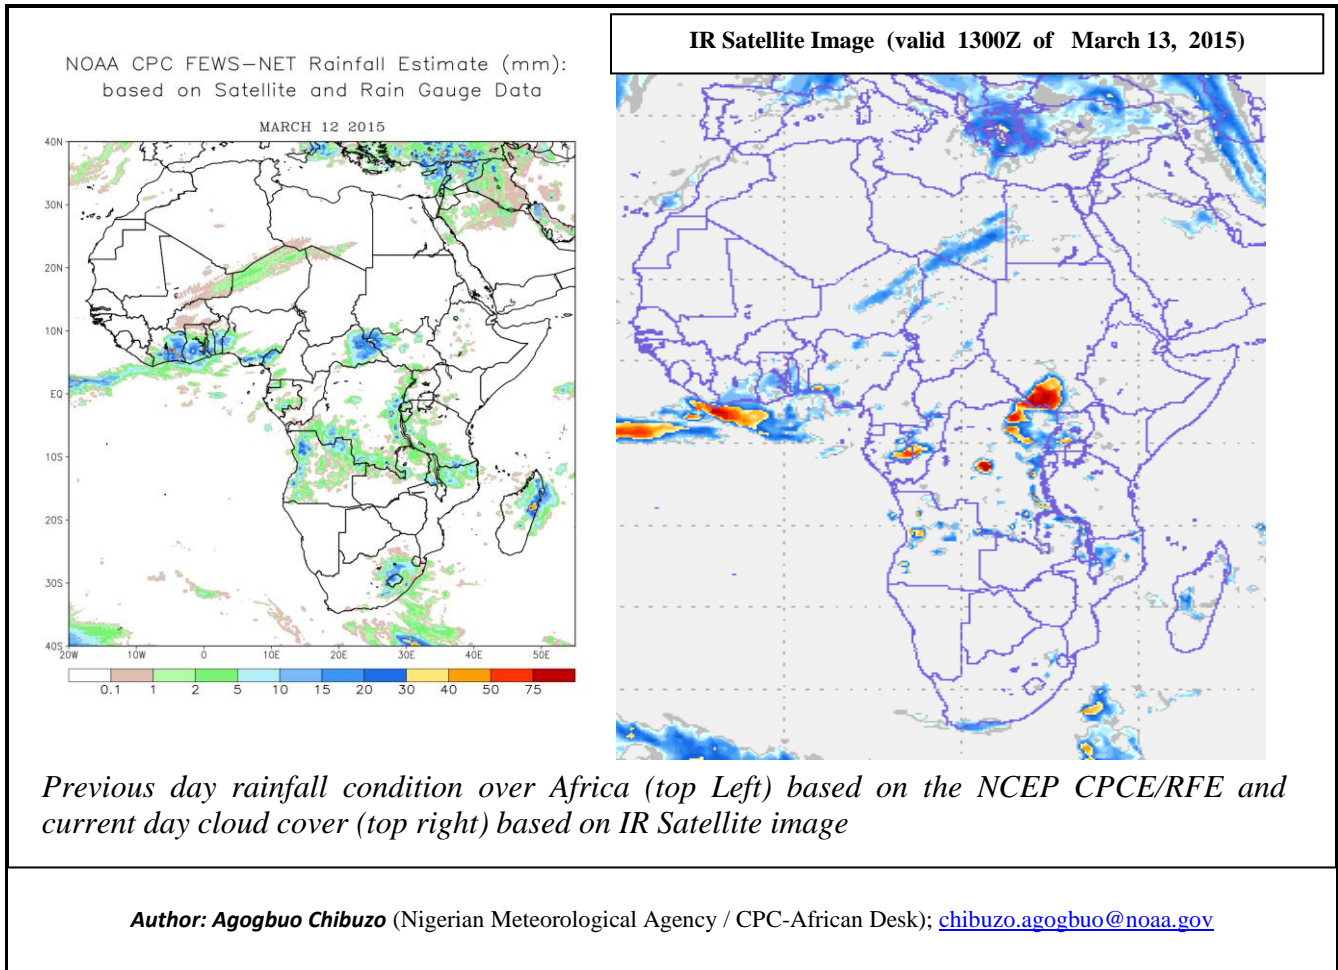 IR Satellite Image (valid 1300Z of March 13, 2015)
NOAA CPC FEWS-NET Rainfall Estimate (mm):
based on Satellite and Rain Gauge Data
MARCH 12 2015
40N
30N
20N
10N
EQ
10S
20S
30S
40S
20W 10W 0 10E 20E 30E 40E 50E
0.1 1 2 5 10 15 20 30 40 50 75
Previous day rainfall condition over Africa (top Left) based on the NCEP CPCE/RFE and
current day cloud cover (top right) based on IR Satellite image
Author: Agogbuo Chibuzo (Nigerian Meteorological Agency / CPC-African Desk); chibuzo.agogbuo@noaa.gov